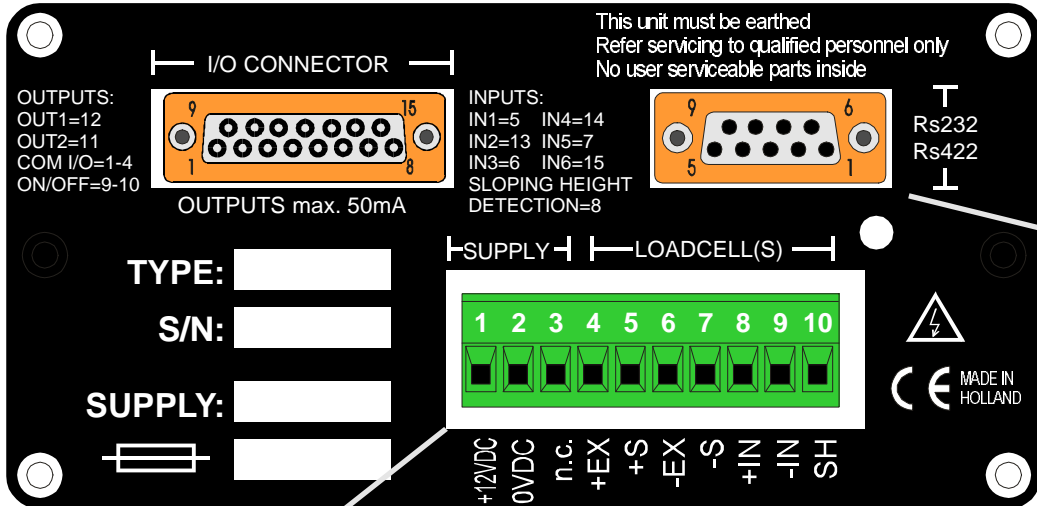 This unit must be earthed
Refer servicing to qualified personnel only
No user serviceable parts inside
I/O CONNECTOR
OUTPUTS:
OUT1=12
OUT2=11
COM I/O=1-4
ON/OFF=9-10
9 15
1 8
OUTPUTS max. 50mA
INPUTS:
IN1=5 IN4=14
IN2=13 IN5=7
IN3=6 IN6=15
SLOPING HEIGHT
DETECTION=8
9 6
5 1
Rs232
Rs422
SUPPLY LOADCELL(S)
TYPE:
S/N:
SUPPLY:
1 2 3 4 5 6 7 8 9 10
+12VDC
0VDC
n.c.
+EX
+S
-EX
-S
+IN
-IN
SH
CE
MADE IN
HOLLAND